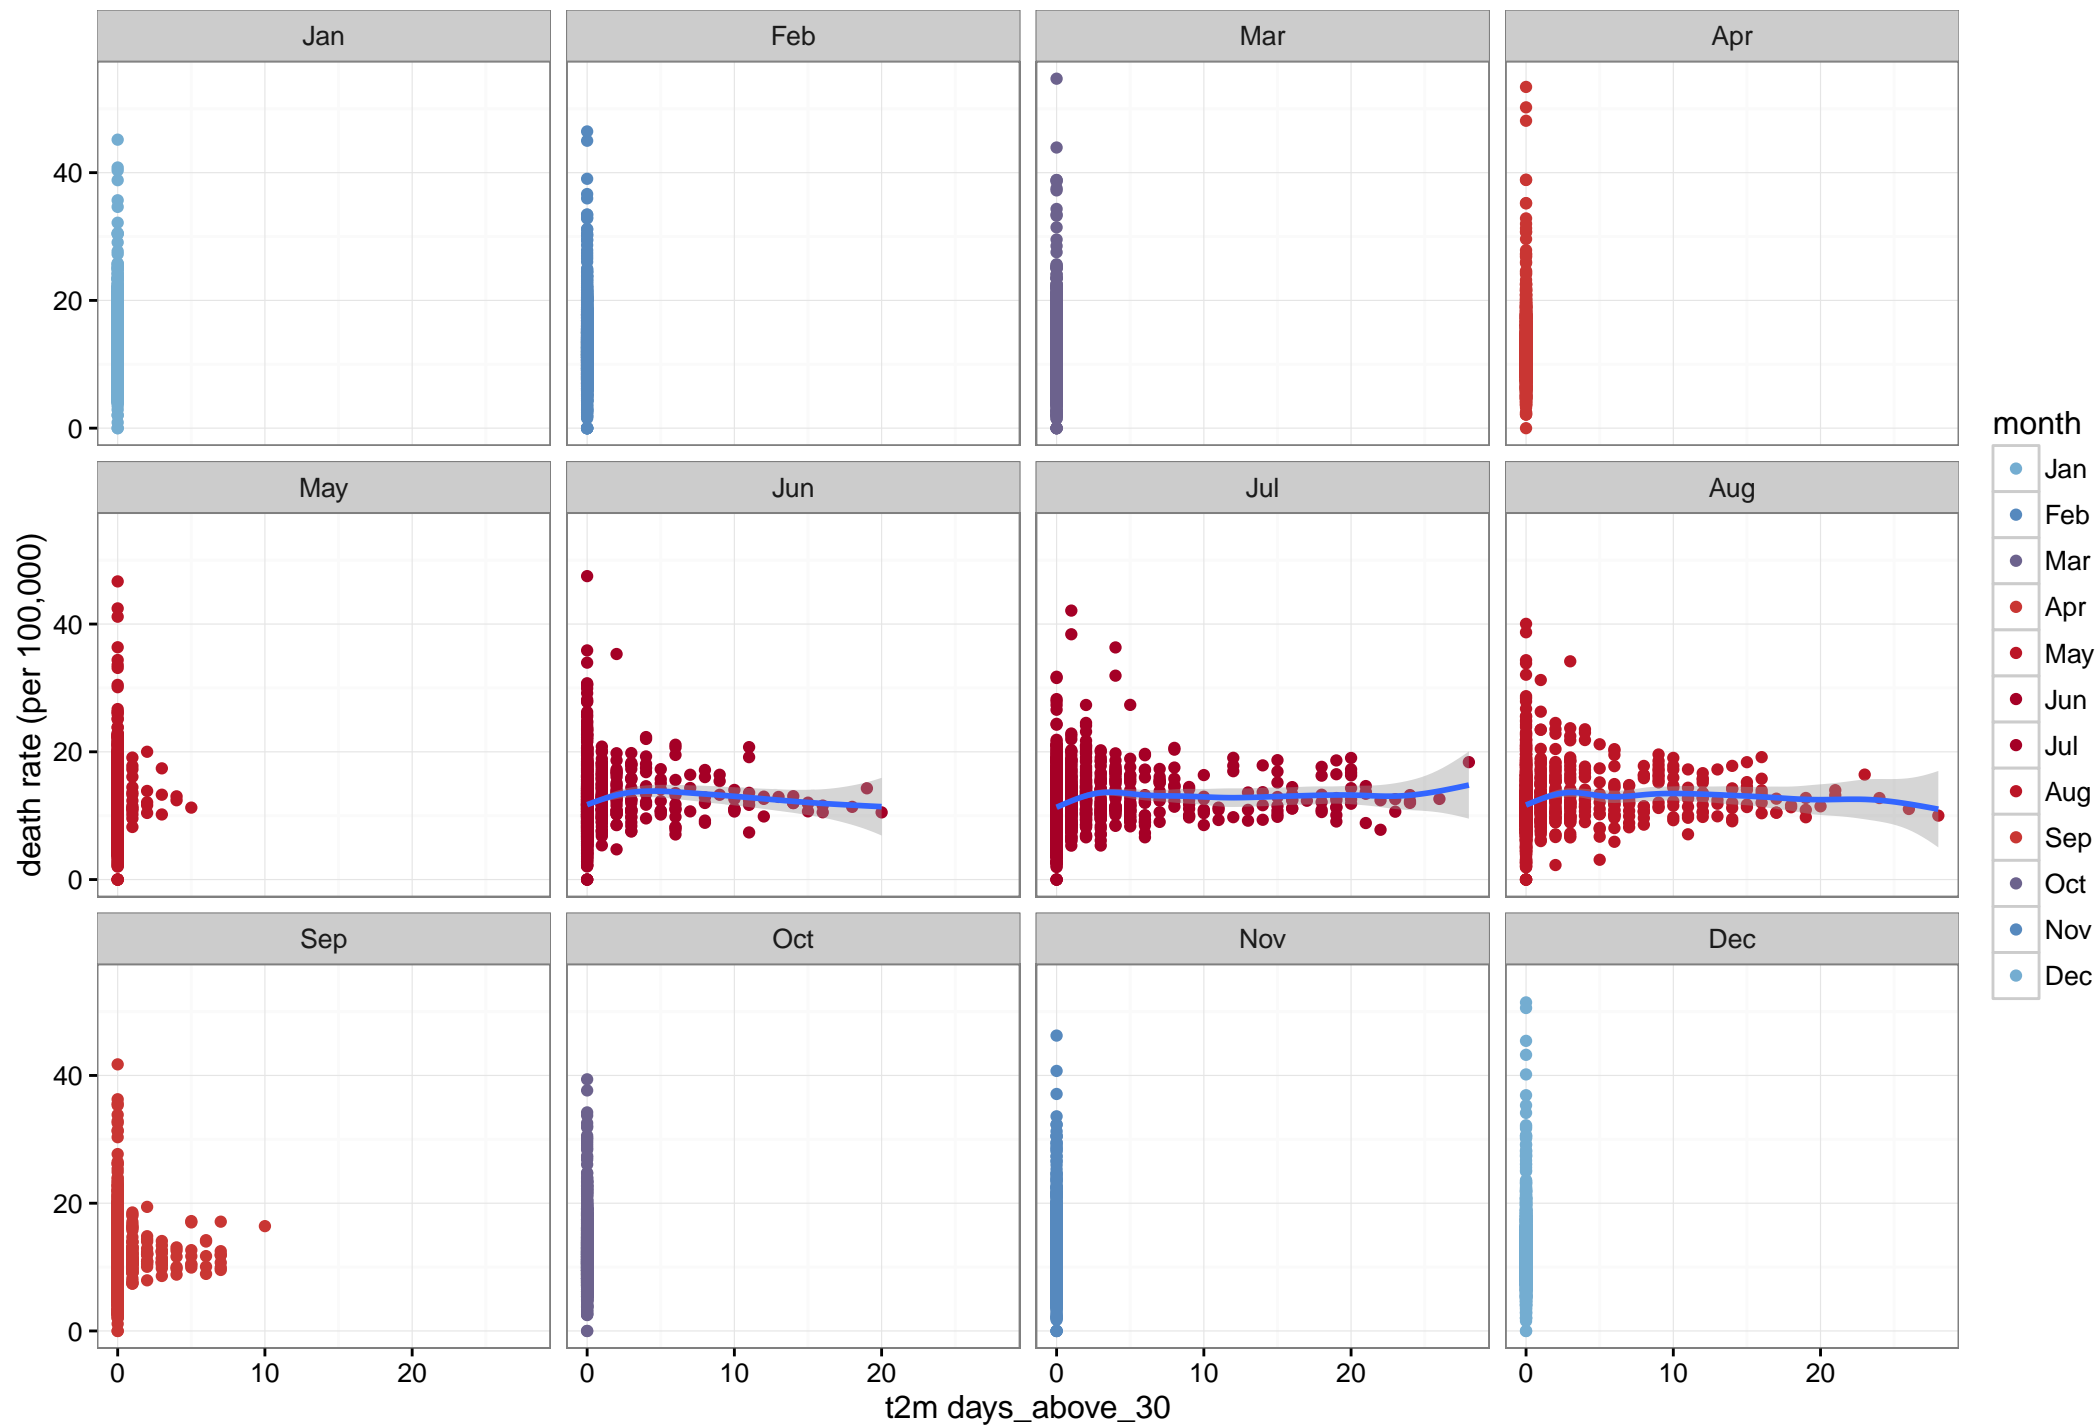 Jan Feb Mar Apr
40
20
0
May Jun Jul Aug
40
20
0
Sep Oct Nov Dec
40
20
0
0 10 20 0 10 20 0 10 20 0 10 20
t2m days_above_30
death rate (per 100,000)
month
Jan
Feb
Mar
Apr
May
Jun
Jul
Aug
Sep
Oct
Nov
Dec